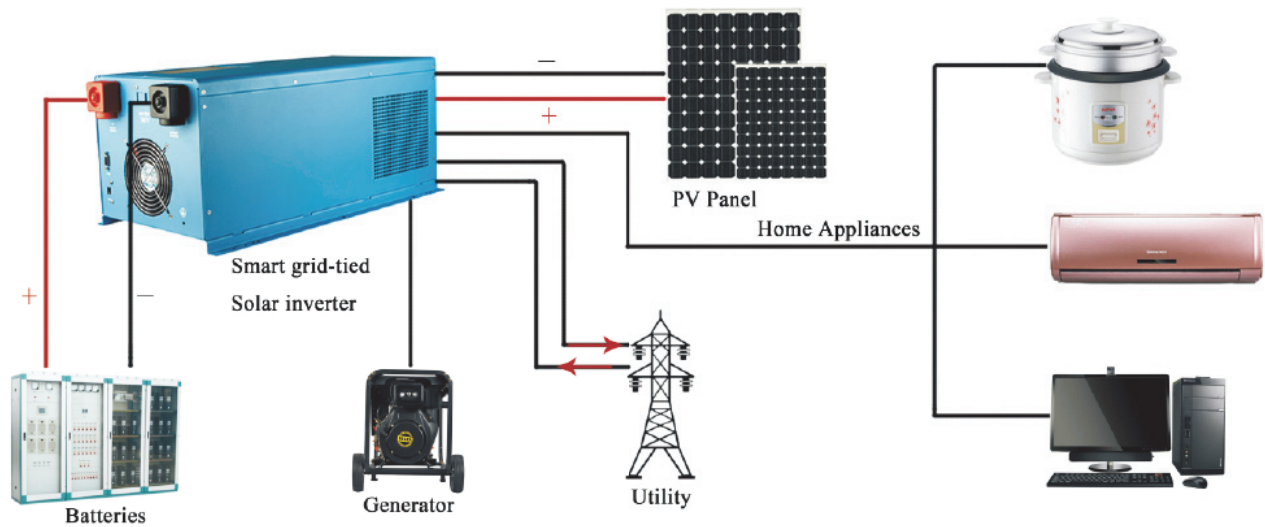 −
+
PV Panel
Home Appliances
Smart grid-tied
Solar inverter
+
−
Batteries
Generator
Utility